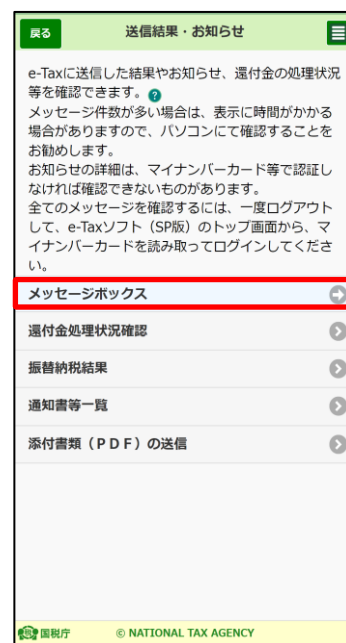 戻る 送信結果・お知らせ
e-Taxに送信した結果やお知らせ、還付金の処理状況
等を確認できます。?
メッセージ件数が多い場合は、表示に時間がかかる
場合がありますので、パソコンにて確認することを
お勧めします。
お知らせの詳細は、マイナンバーカード等で認証し
なければ確認できないものがあります。
全てのメッセージを確認するには、一度ログアウト
して、e-Taxソフト（SP版）のトップ画面から、マ
イナンバーカードを読み取ってログインしてくださ
い。
メッセージボックス
還付金処理状況確認
振替納税結果
通知書等一覧
添付書類（ＰＤＦ）の送信
国税庁 © NATIONAL TAX AGENCY